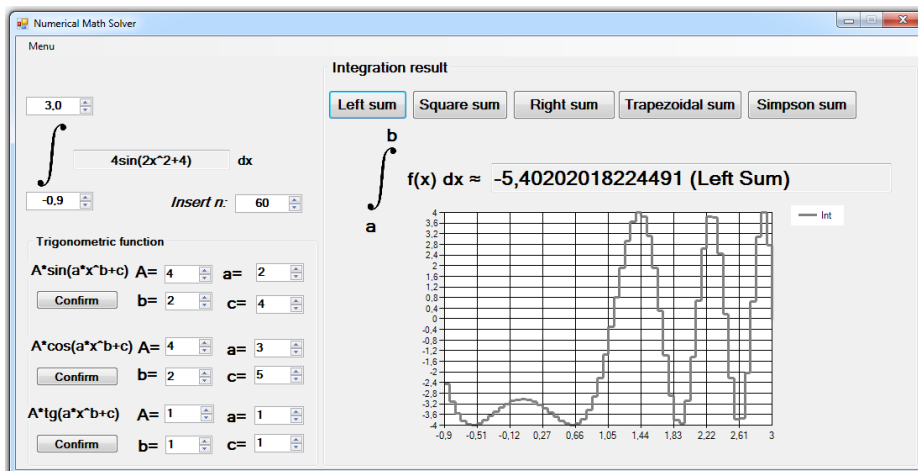 Numerical Math Solver
Menu
3,0
4sin(2x^2+4) dx
-0,9
Insert n: 60
Trigonometric function
A*sin(a*x^b+c) A= 4 a= 2
Confirm b= 2 c= 4
A*cos(a*x^b+c) A= 4 a= 3
Confirm b= 2 c= 5
A*tg(a*x^b+c) A= 1 a= 1
Confirm b= 1 c= 1
Integration result
Left sum Square sum Right sum Trapezoidal sum Simpson sum
b
∫ f(x) dx ≈ -5,40202018224491 (Left Sum)
a
4
3,6
3,2
2,8
2,4
2
1,6
1,2
0,8
0,4
0
-0,4
-0,8
-1,2
-1,6
-2
-2,4
-2,8
-3,2
-3,6
-4
-0,9 -0,51 -0,12 0,27 0,66 1,05 1,44 1,83 2,22 2,61 3
Int